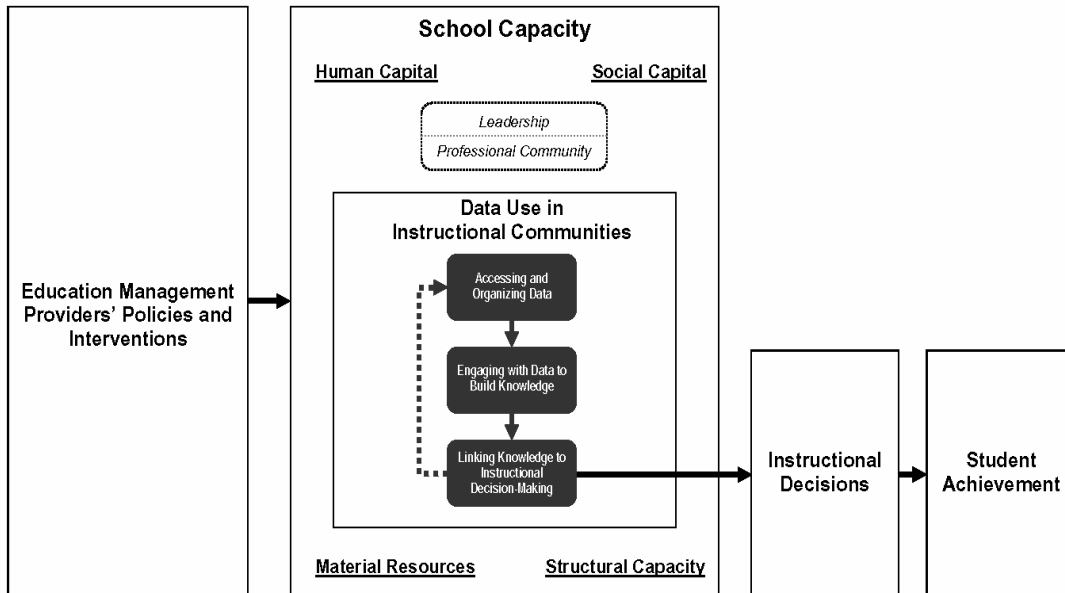 School Capacity
Human Capital
Social Capital
Leadership
Professional Community
Data Use in
Instructional Communities
Accessing and
Organizing Data
Education Management
Providers' Policies and
Interventions
Engaging with Data to
Build Knowledge
Linking Knowledge to
Instructional
Decision-Making
Instructional
Decisions
Student
Achievement
Material Resources
Structural Capacity